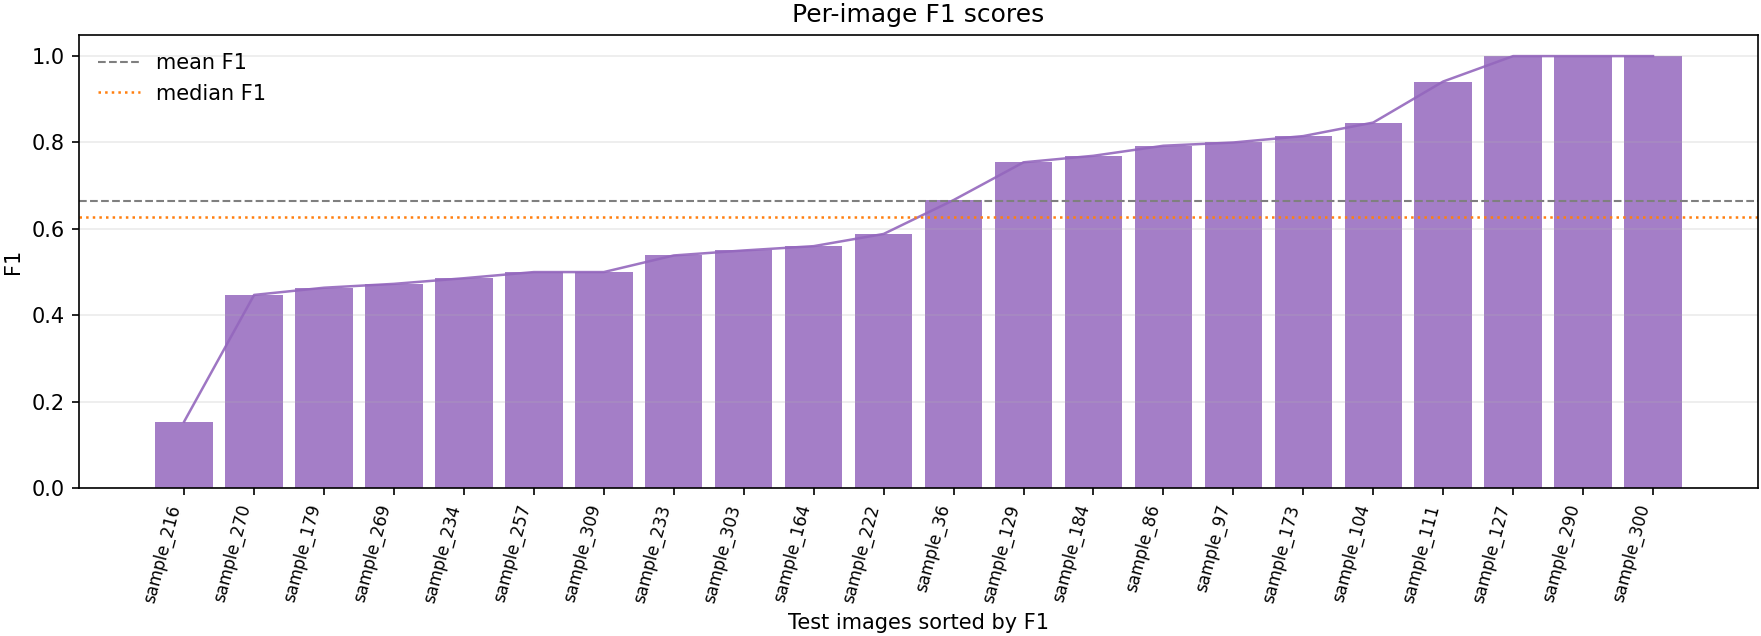 Per-image F1 scores
mean F1
median F1
F1
1.0
0.8
0.6
0.4
0.2
0.0
sample_216
sample_270
sample_179
sample_269
sample_234
sample_257
sample_309
sample_233
sample_303
sample_164
sample_222
sample_36
sample_129
sample_184
sample_86
sample_97
sample_173
sample_104
sample_111
sample_127
sample_290
sample_300
Test images sorted by F1